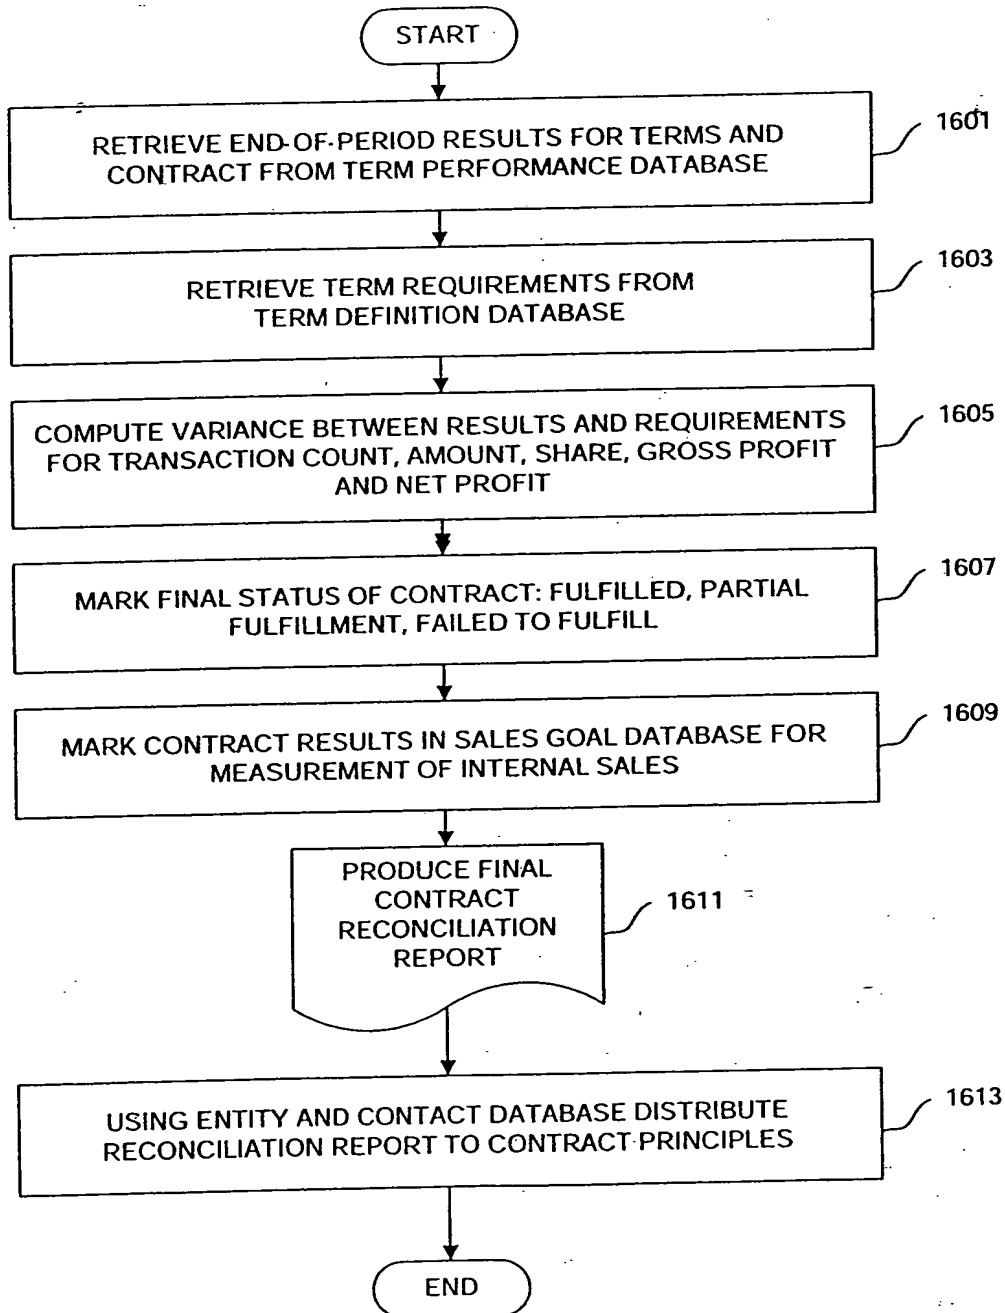 START
RETRIEVE END-OF-PERIOD RESULTS FOR TERMS AND
CONTRACT FROM TERM PERFORMANCE DATABASE
1601
RETRIEVE TERM REQUIREMENTS FROM
TERM DEFINITION DATABASE
1603
COMPUTE VARIANCE BETWEEN RESULTS AND REQUIREMENTS
FOR TRANSACTION COUNT, AMOUNT, SHARE, GROSS PROFIT
AND NET PROFIT
1605
MARK FINAL STATUS OF CONTRACT: FULFILLED, PARTIAL
FULFILLMENT, FAILED TO FULFILL
1607
MARK CONTRACT RESULTS IN SALES GOAL DATABASE FOR
MEASUREMENT OF INTERNAL SALES
1609
PRODUCE FINAL
CONTRACT
RECONCILIATION
REPORT
1611
USING ENTITY AND CONTACT DATABASE DISTRIBUTE
RECONCILIATION REPORT TO CONTRACT PRINCIPLES
1613
END